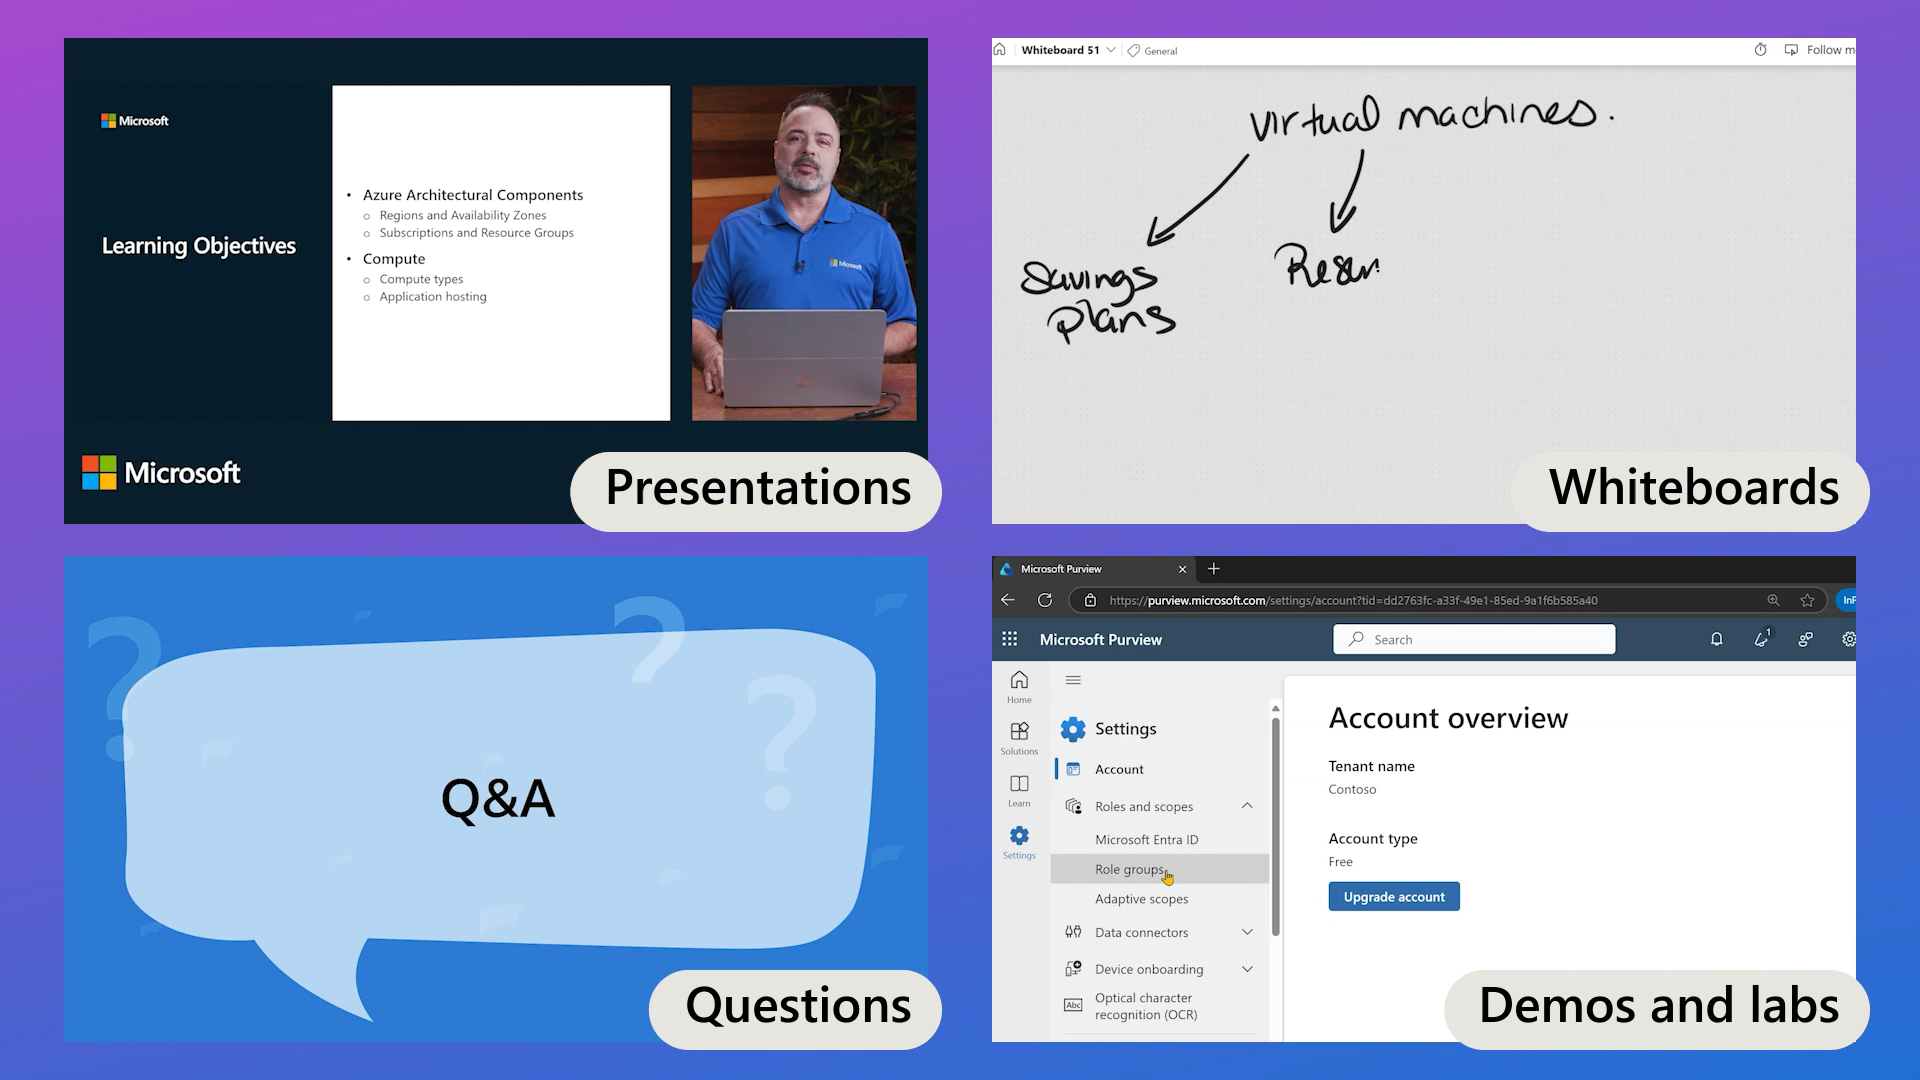 Microsoft
Learning Objectives
• Azure Architectural Components
o Regions and Availability Zones
o Subscriptions and Resource Groups
• Compute
o Compute types
o Application hosting
Microsoft
Microsoft
Presentations
Whiteboard 51
General
Follow m
virtual machines.
Savings
plans
Reser
Whiteboards
Q&A
Questions
Microsoft Purview
https://purview.microsoft.com/settings/account?tid=dd2763fc-a33f-49e1-85ed-9a1f6b585a40
InP
Microsoft Purview
Search
1
Home
Solutions
Learn
Settings
Settings
Account
Roles and scopes
Microsoft Entra ID
Role groups
Adaptive scopes
Data connectors
Device onboarding
Abc
Optical character
recognition (OCR)
Account overview
Tenant name
Contoso
Account type
Free
Upgrade account
Demos and labs